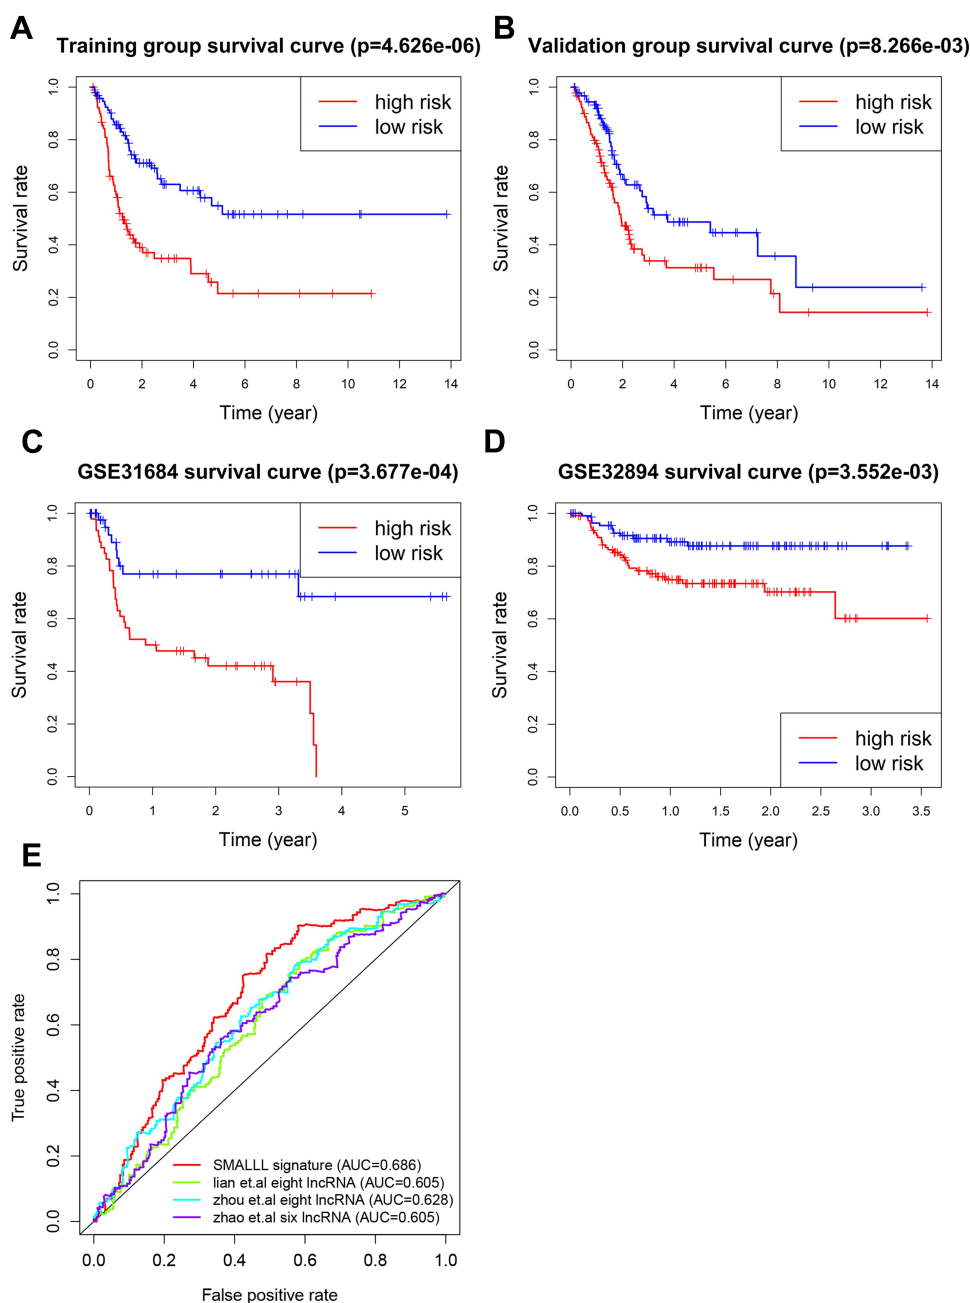 A
Training group survival curve (p=4.626e-06)
high risk
low risk
Survival rate
0.0 0.2 0.4 0.6 0.8 1.0
0 2 4 6 8 10 12 14
Time (year)
B
Validation group survival curve (p=8.266e-03)
high risk
low risk
Survival rate
0.0 0.2 0.4 0.6 0.8 1.0
0 2 4 6 8 10 12 14
Time (year)
C
GSE31684 survival curve (p=3.677e-04)
high risk
low risk
Survival rate
0.0 0.2 0.4 0.6 0.8 1.0
0 1 2 3 4 5
Time (year)
D
GSE32894 survival curve (p=3.552e-03)
high risk
low risk
Survival rate
0.0 0.2 0.4 0.6 0.8 1.0
0.0 0.5 1.0 1.5 2.0 2.5 3.0 3.5
Time (year)
E
True positive rate
0.0 0.2 0.4 0.6 0.8 1.0
SMALLL signature (AUC=0.686)
lian et.al eight lncRNA (AUC=0.605)
zhou et.al eight lncRNA (AUC=0.628)
zhao et.al six lncRNA (AUC=0.605)
0.0 0.2 0.4 0.6 0.8 1.0
False positive rate